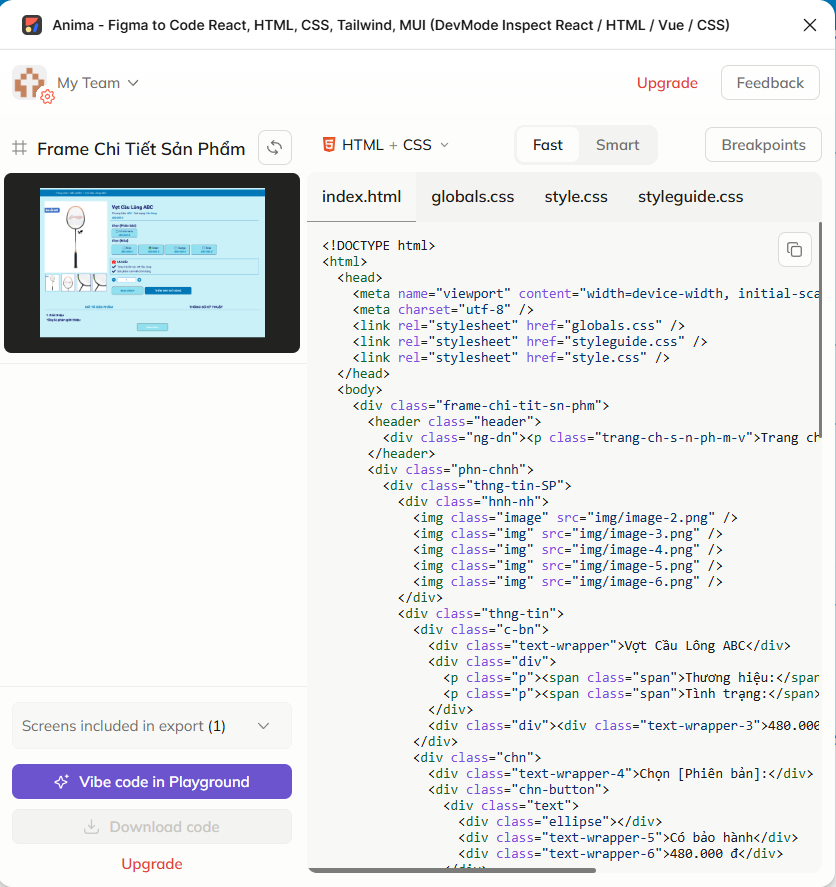 Anima - Figma to Code React, HTML, CSS, Tailwind, MUI (DevMode Inspect React / HTML / Vue / CSS)
My Team
Upgrade
Feedback
Frame Chi Tiết Sản Phẩm
HTML + CSS
Fast
Smart
Breakpoints
index.html
globals.css
style.css
styleguide.css
Vợt Cầu Lông ABC
<!DOCTYPE html>
<html>
<head>
<meta name="viewport" content="width=device-width, initial-sca
<meta charset="utf-8" />
<link rel="stylesheet" href="globals.css" />
<link rel="stylesheet" href="styleguide.css" />
<link rel="stylesheet" href="style.css" />
</head>
<body>
<div class="frame-chi-tit-sn-phm">
<header class="header">
<div class="ng-dn"><p class="trang-ch-s-n-ph-m-v">Trang ch
</header>
<div class="phn-chnh">
<div class="thng-tin-SP">
<div class="hnh-nh">
<img class="image" src="img/image-2.png" />
<img class="img" src="img/image-3.png" />
<img class="img" src="img/image-4.png" />
<img class="img" src="img/image-5.png" />
<img class="img" src="img/image-6.png" />
</div>
<div class="thng-tin">
<div class="c-bn">
<div class="text-wrapper">Vợt Cầu Lông ABC</div>
<div class="div">
<p class="p"><span class="span">Thương hiệu:</span
<p class="p"><span class="span">Tình trạng:</span>
</div>
<div class="div"><div class="text-wrapper-3">480.000
</div>
<div class="chn">
<div class="text-wrapper-4">Chọn [Phiên bản]:</div>
<div class="chn-button">
<div class="text">
<div class="ellipse"></div>
<div class="text-wrapper-5">Có bảo hành</div>
<div class="text-wrapper-6">480.000 đ</div>
</div>
Screens included in export (1)
Vibe code in Playground
Download code
Upgrade